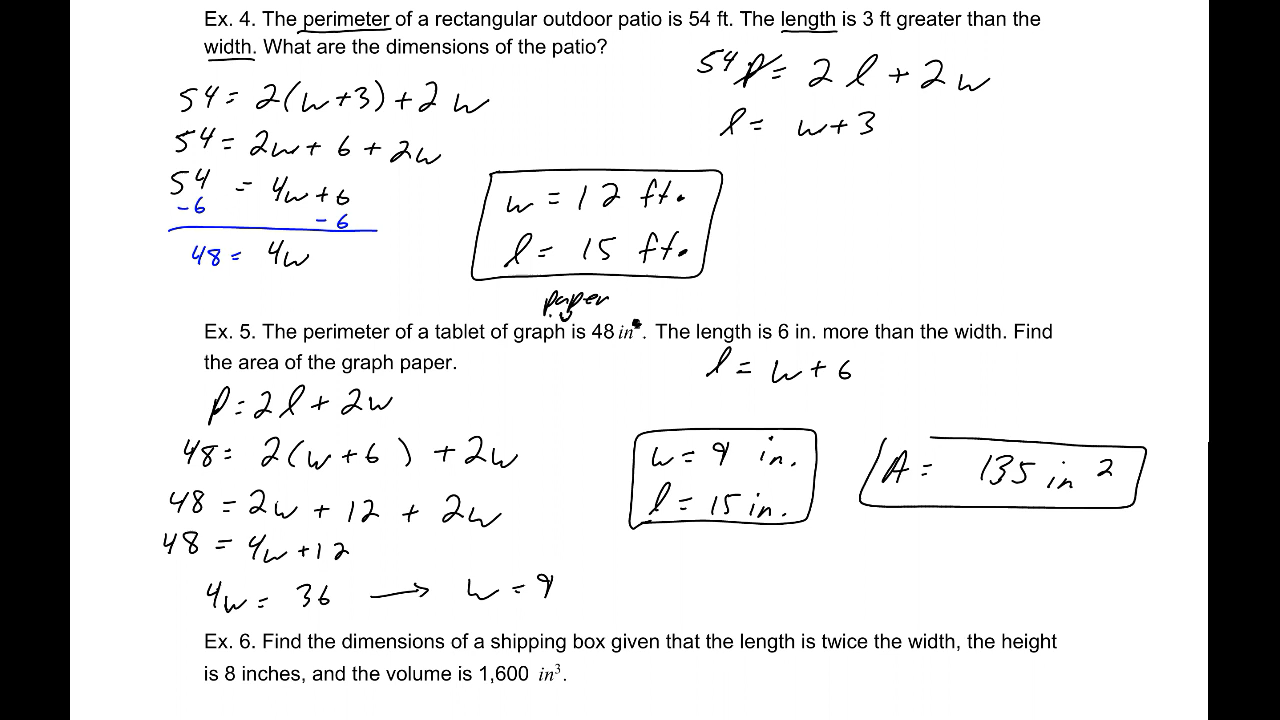 Ex. 4. The perimeter of a rectangular outdoor patio is 54 ft. The length is 3 ft greater than the
width. What are the dimensions of the patio?
54 P = 2l + 2w
l = w + 3
54 = 2(w+3) + 2w
54 = 2w + 6 + 2w
54 = 4w + 6
-6 -6
48 = 4w
w = 12 ft.
l = 15 ft.
paper
Ex. 5. The perimeter of a tablet of graph is 48 in. The length is 6 in. more than the width. Find
the area of the graph paper.
l = w + 6
P = 2l + 2w
48 = 2(w+6) + 2w
48 = 2w + 12 + 2w
48 = 4w + 12
4w = 36 → w = 9
w = 9 in.
l = 15 in.
A = 135 in²
Ex. 6. Find the dimensions of a shipping box given that the length is twice the width, the height
is 8 inches, and the volume is 1,600 in³.